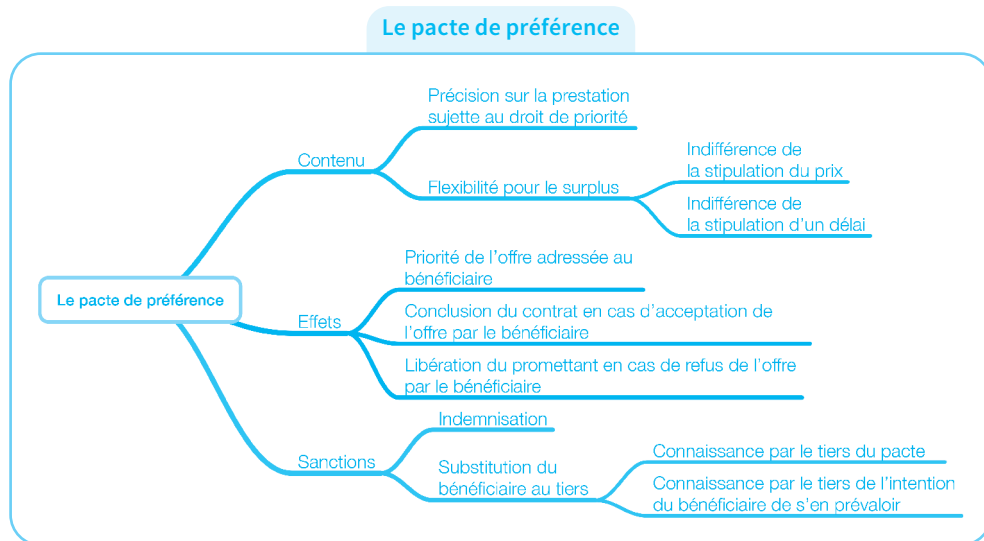 Le pacte de préférence
Précision sur la prestation
sujette au droit de priorité
Contenu
Indifférence de
la stipulation du prix
Flexibilité pour le surplus
Indifférence de
la stipulation d'un délai
Le pacte de préférence
Priorité de l'offre adressée au
bénéficiaire
Effets
Conclusion du contrat en cas d'acceptation de
l'offre par le bénéficiaire
Libération du promettant en cas de refus de l'offre
par le bénéficiaire
Indemnisation
Sanctions
Substitution du
bénéficiaire au tiers
Connaissance par le tiers du pacte
Connaissance par le tiers de l'intention
du bénéficiaire de s'en prévaloir